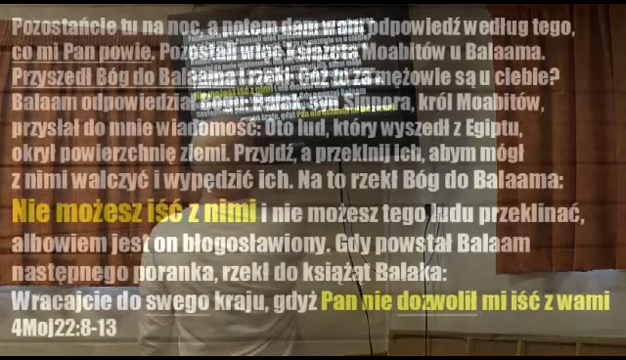 Pozostańcie tu na noc, a potem dam wam odpowiedź według tego,
co mi Pan powie. Pozostali więc książęta Moabitów u Balaama.
Przyszedł Bóg do Balaama i rzekł: Cóż to za mężowie są u ciebie?
Balaam odpowiedział Bogu: Balak, syn Syppora, król Moabitów,
przysłał do mnie wiadomość: Oto lud, który wyszedł z Egiptu,
okrył powierzchnię ziemi. Przyjdź, a przeklnij ich, abym mógł
z nimi walczyć i wypędzić ich. Na to rzekł Bóg do Balaama:
Nie możesz iść z nimi i nie możesz tego ludu przeklinać,
albowiem jest on błogosławiony. Gdy powstał Balaam
następnego poranka, rzekł do książąt Balaka:
Wracajcie do swego kraju, gdyż Pan nie dozwolił mi iść z wami
4Moj22:8-13